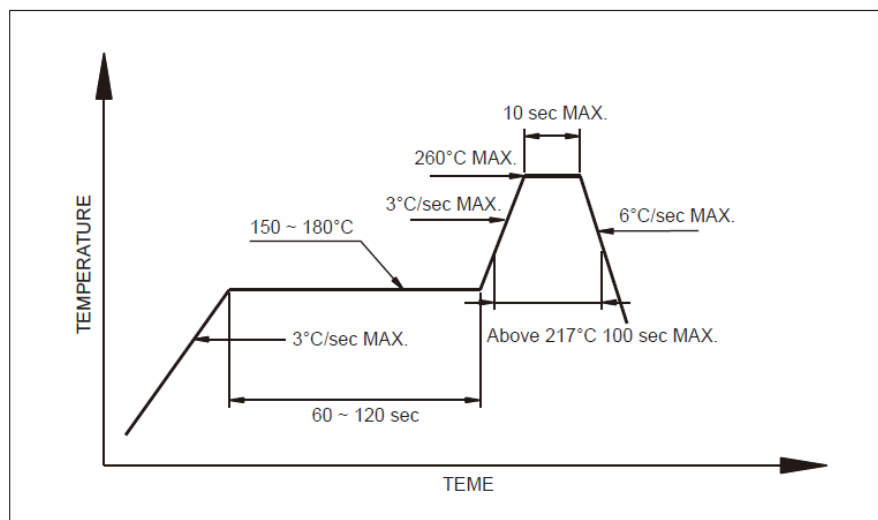 10 sec MAX.
260°C MAX.
3°C/sec MAX.
6°C/sec MAX.
150 ~ 180°C
TEMPERATURE
3°C/sec MAX.
Above 217°C 100 sec MAX.
60 ~ 120 sec
TEME